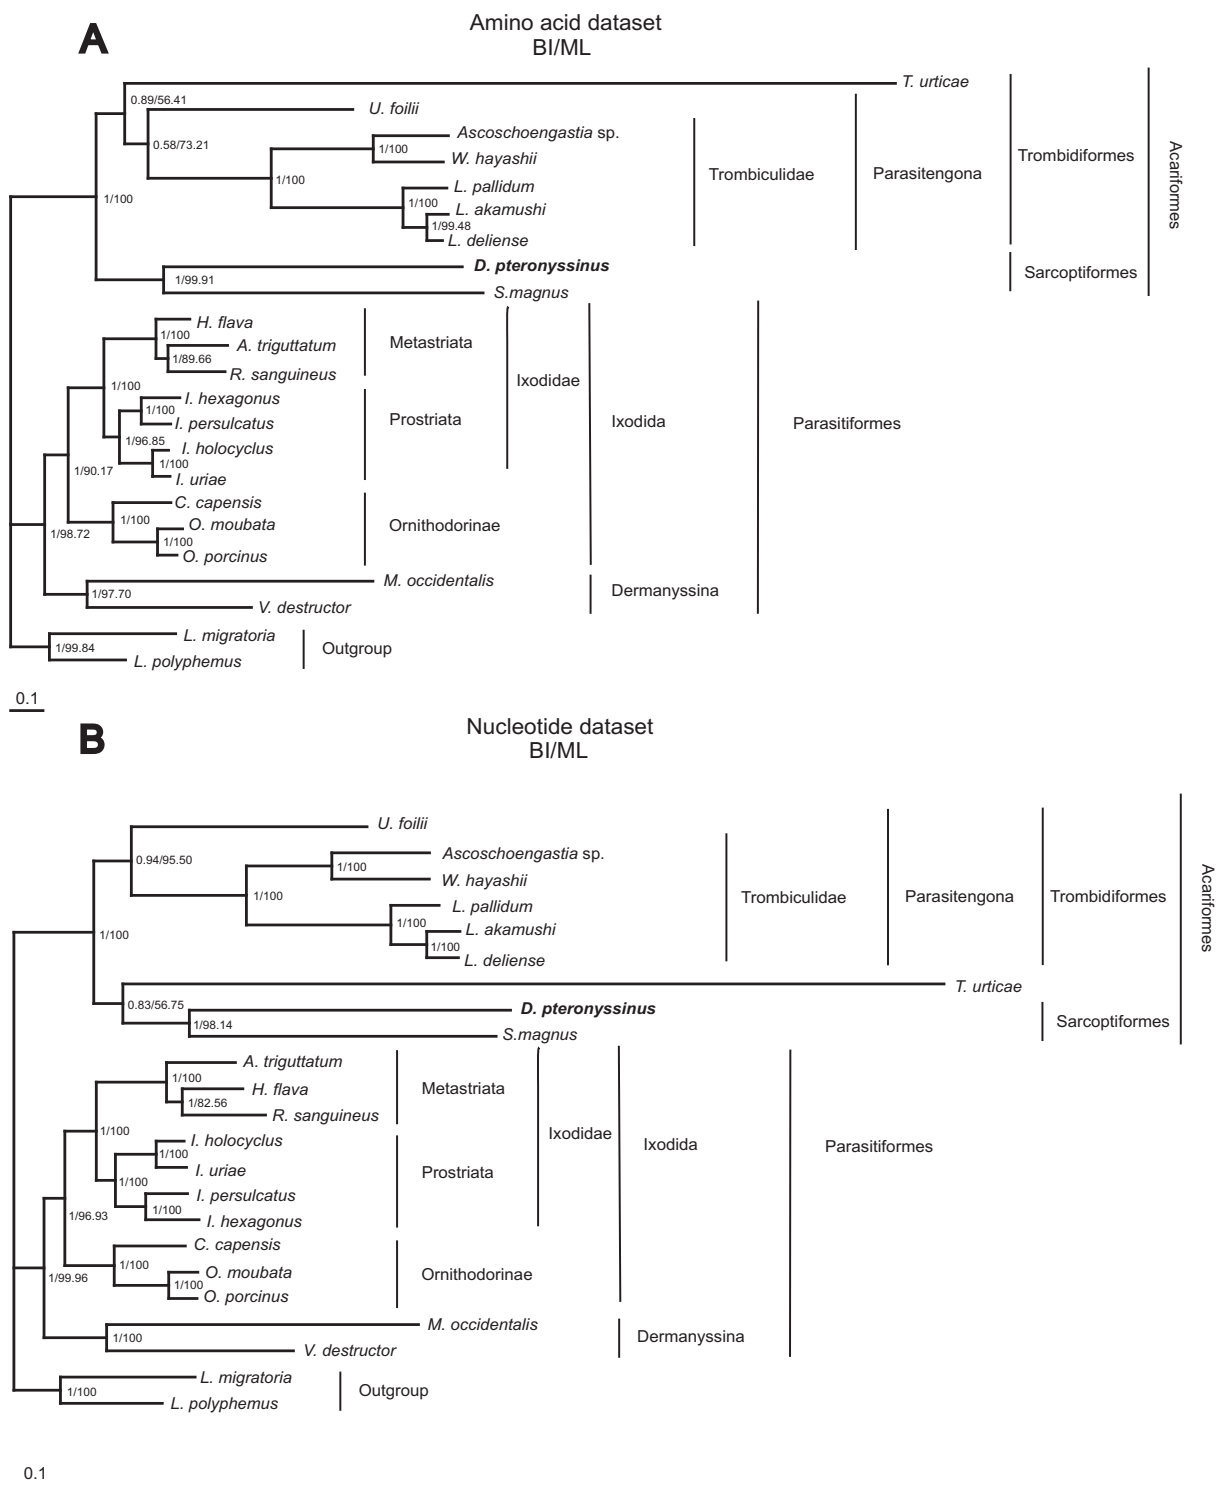 A
Amino acid dataset
BI/ML
T. urticae
0.89/56.41
U. foilii
Ascoschoengastia sp.
0.58/73.21
1/100
W. hayashii
Trombidiformes
Acariformes
Trombiculidae
Parasitengona
1/100
L. pallidum
1/100
1/100
L. akamushi
1/99.48
L. deliense
D. pteronyssinus
Sarcoptiformes
1/99.91
S.magnus
H. flava
1/100
A. triguttatum
Metastriata
1/89.66
R. sanguineus
Ixodidae
1/100
I. hexagonus
1/100
I. persulcatus
Prostriata
Ixodida
Parasitiformes
1/96.85
I. holocyclus
1/100
1/90.17
I. uriae
C. capensis
1/100
O. moubata
Ornithodorinae
1/98.72
1/100
O. porcinus
M. occidentalis
1/97.70
Dermanyssina
V. destructor
L. migratoria
1/99.84
Outgroup
L. polyphemus
0.1
B
Nucleotide dataset
BI/ML
U. foilii
0.94/95.50
Ascoschoengastia sp.
1/100
W. hayashii
1/100
Trombiculidae
Parasitengona
Trombidiformes
Acariformes
L. pallidum
1/100
L. akamushi
1/100
1/100
L. deliense
T. urticae
0.83/56.75
D. pteronyssinus
1/98.14
Sarcoptiformes
S.magnus
A. triguttatum
1/100
H. flava
Metastriata
1/82.56
R. sanguineus
1/100
Ixodidae
I. holocyclus
Ixodida
Parasitiformes
1/100
I. uriae
Prostriata
1/100
I. persulcatus
1/100
1/96.93
I. hexagonus
C. capensis
1/100
O. moubata
Ornithodorinae
1/99.96
1/100
O. porcinus
M. occidentalis
1/100
Dermanyssina
V. destructor
L. migratoria
1/100
Outgroup
L. polyphemus
0.1